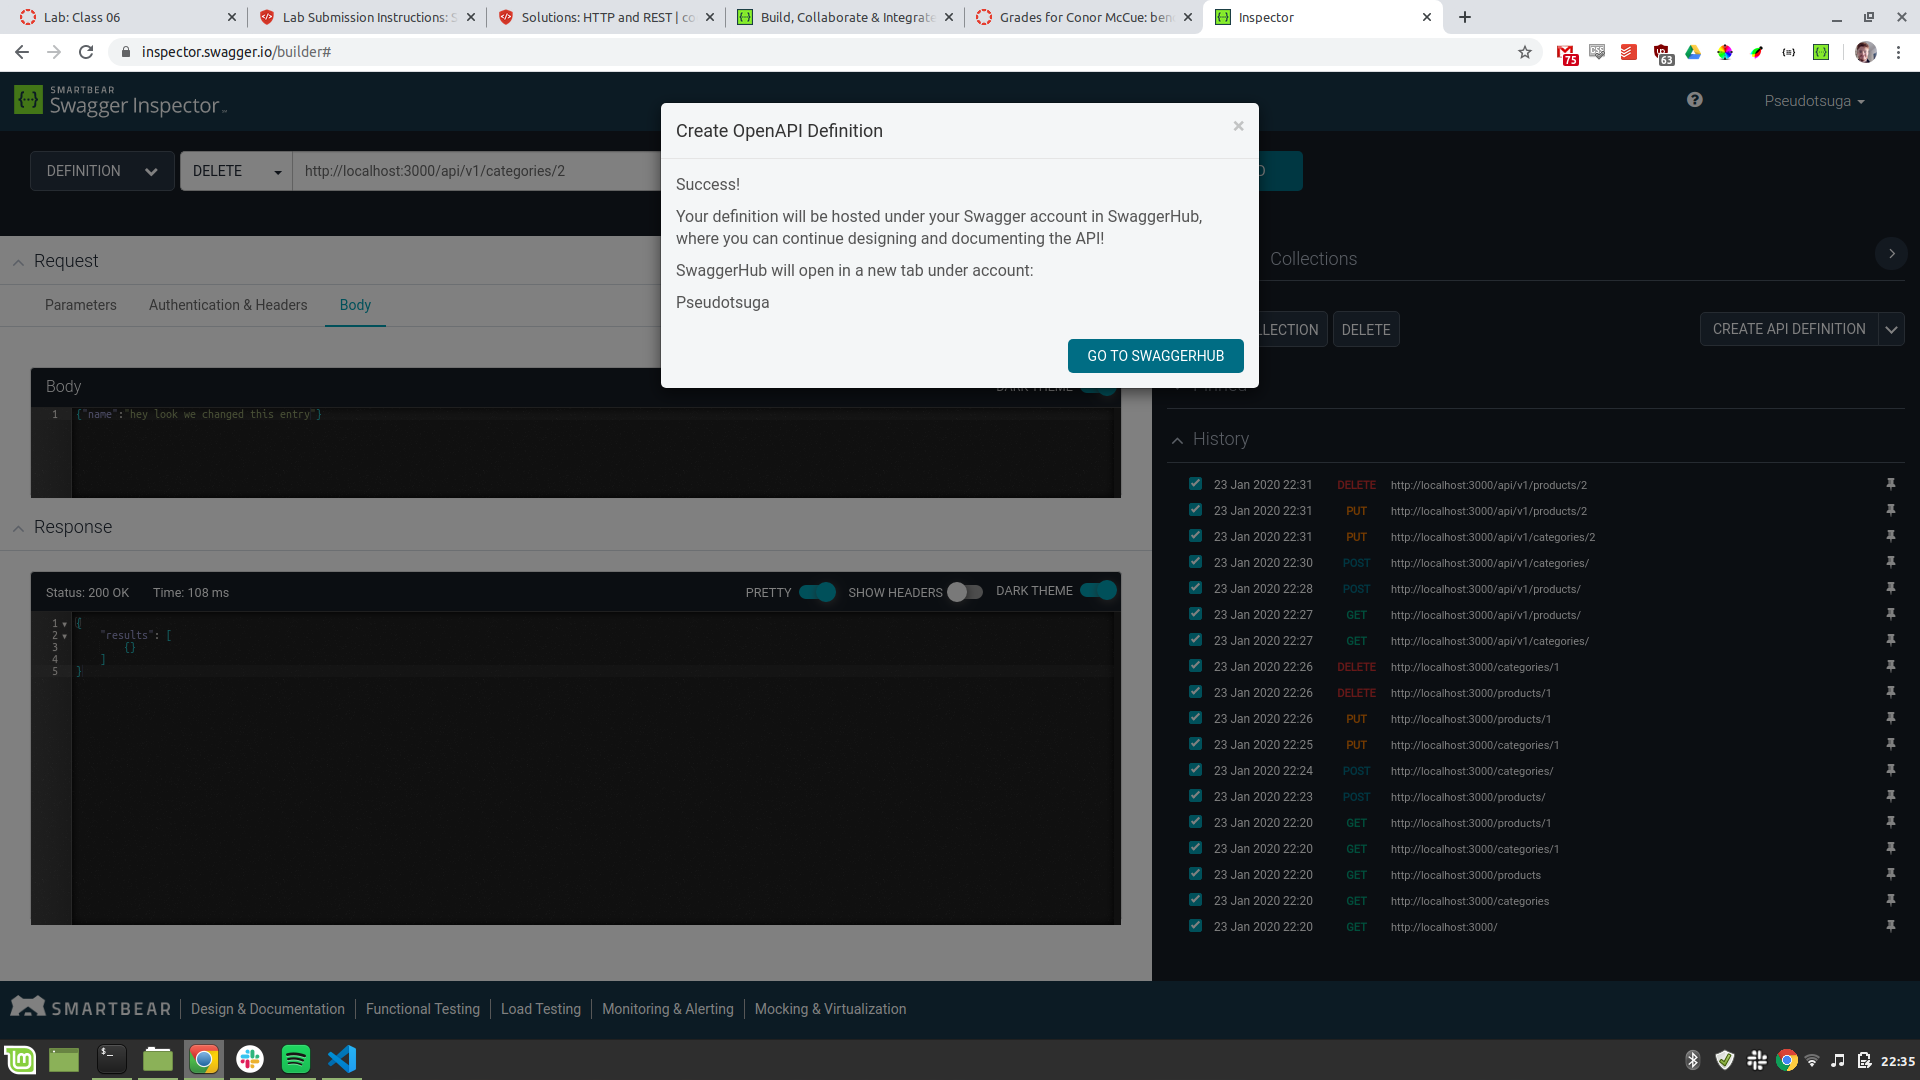 Lab: Class 06
Lab Submission Instructions: S
Solutions: HTTP and REST | co
Build, Collaborate & Integrate
Grades for Conor McCue: ben
Inspector
inspector.swagger.io/builder#
75
CSS
63
SMARTBEAR
Swagger Inspector
Pseudotsuga
DEFINITION
DELETE
http://localhost:3000/api/v1/categories/2
D
Create OpenAPI Definition
Success!
Your definition will be hosted under your Swagger account in SwaggerHub,
where you can continue designing and documenting the API!
SwaggerHub will open in a new tab under account:
Pseudotsuga
GO TO SWAGGERHUB
Request
Parameters
Authentication & Headers
Body
Body
DARK THEME
1
{"name":"hey look we changed this entry"}
Response
Status: 200 OK
Time: 108 ms
PRETTY
SHOW HEADERS
DARK THEME
1 {
2 "results": [
3 {}
4 ]
5 }
Collections
LLECTION
DELETE
CREATE API DEFINITION
Pinned
History
23 Jan 2020 22:31 DELETE http://localhost:3000/api/v1/products/2
23 Jan 2020 22:31 PUT http://localhost:3000/api/v1/products/2
23 Jan 2020 22:31 PUT http://localhost:3000/api/v1/categories/2
23 Jan 2020 22:30 POST http://localhost:3000/api/v1/categories/
23 Jan 2020 22:28 POST http://localhost:3000/api/v1/products/
23 Jan 2020 22:27 GET http://localhost:3000/api/v1/products/
23 Jan 2020 22:27 GET http://localhost:3000/api/v1/categories/
23 Jan 2020 22:26 DELETE http://localhost:3000/categories/1
23 Jan 2020 22:26 DELETE http://localhost:3000/products/1
23 Jan 2020 22:26 PUT http://localhost:3000/products/1
23 Jan 2020 22:25 PUT http://localhost:3000/categories/1
23 Jan 2020 22:24 POST http://localhost:3000/categories/
23 Jan 2020 22:23 POST http://localhost:3000/products/
23 Jan 2020 22:20 GET http://localhost:3000/products/1
23 Jan 2020 22:20 GET http://localhost:3000/categories/1
23 Jan 2020 22:20 GET http://localhost:3000/products
23 Jan 2020 22:20 GET http://localhost:3000/categories
23 Jan 2020 22:20 GET http://localhost:3000/
SMARTBEAR
Design & Documentation
Functional Testing
Load Testing
Monitoring & Alerting
Mocking & Virtualization
22:35